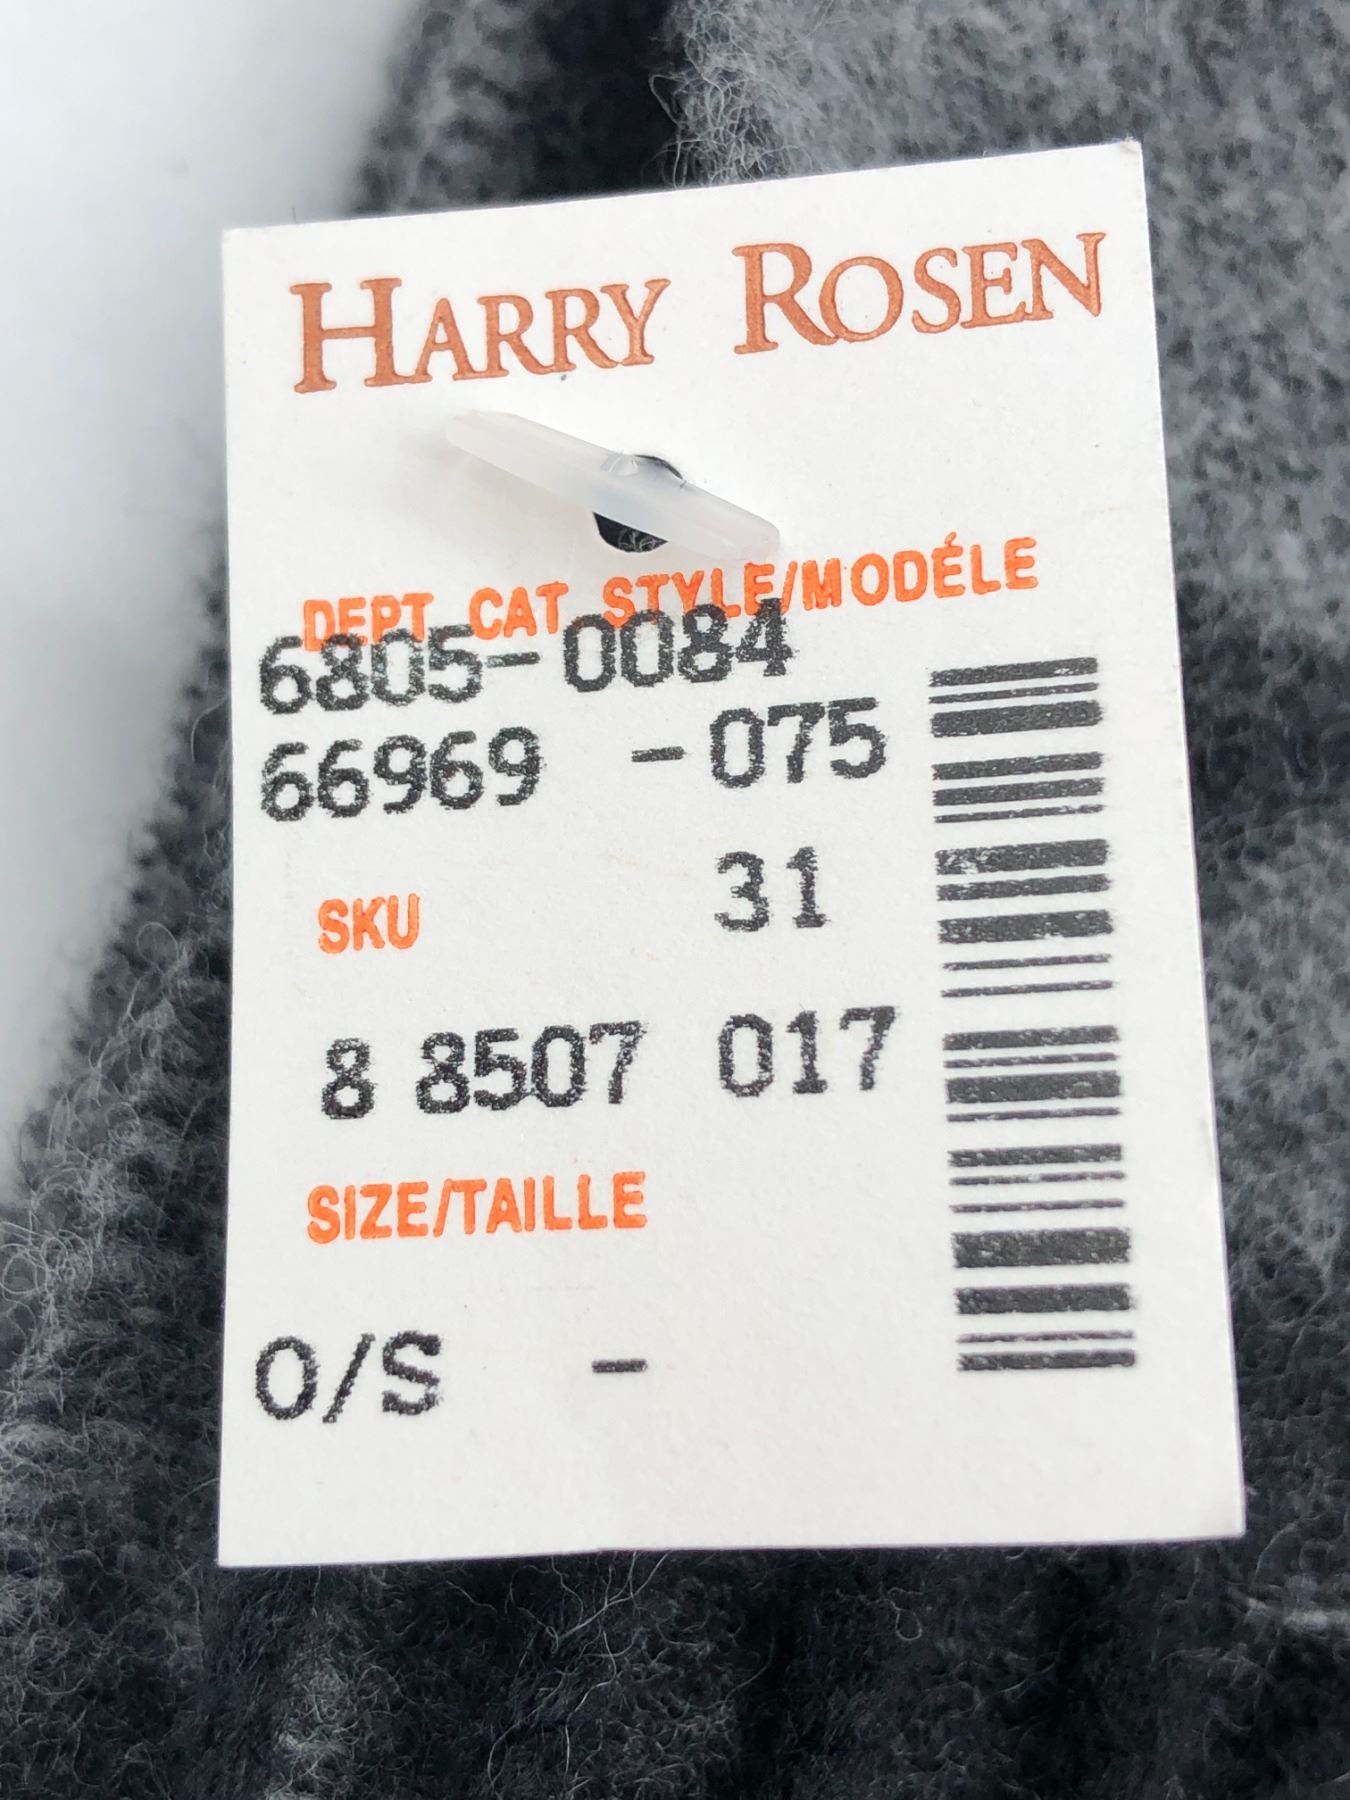 HARRY ROSEN
DEPT CAT STYLE/MODÉLE
6805-0084
66969 -075
31
SKU
8 8507 017
SIZE/TAILLE
O/S -